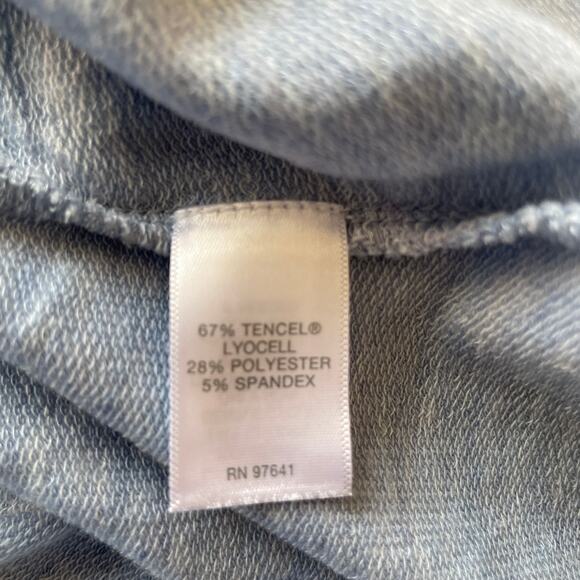 67% TENCEL®
LYOCELL
28% POLYESTER
5% SPANDEX
RN 97641